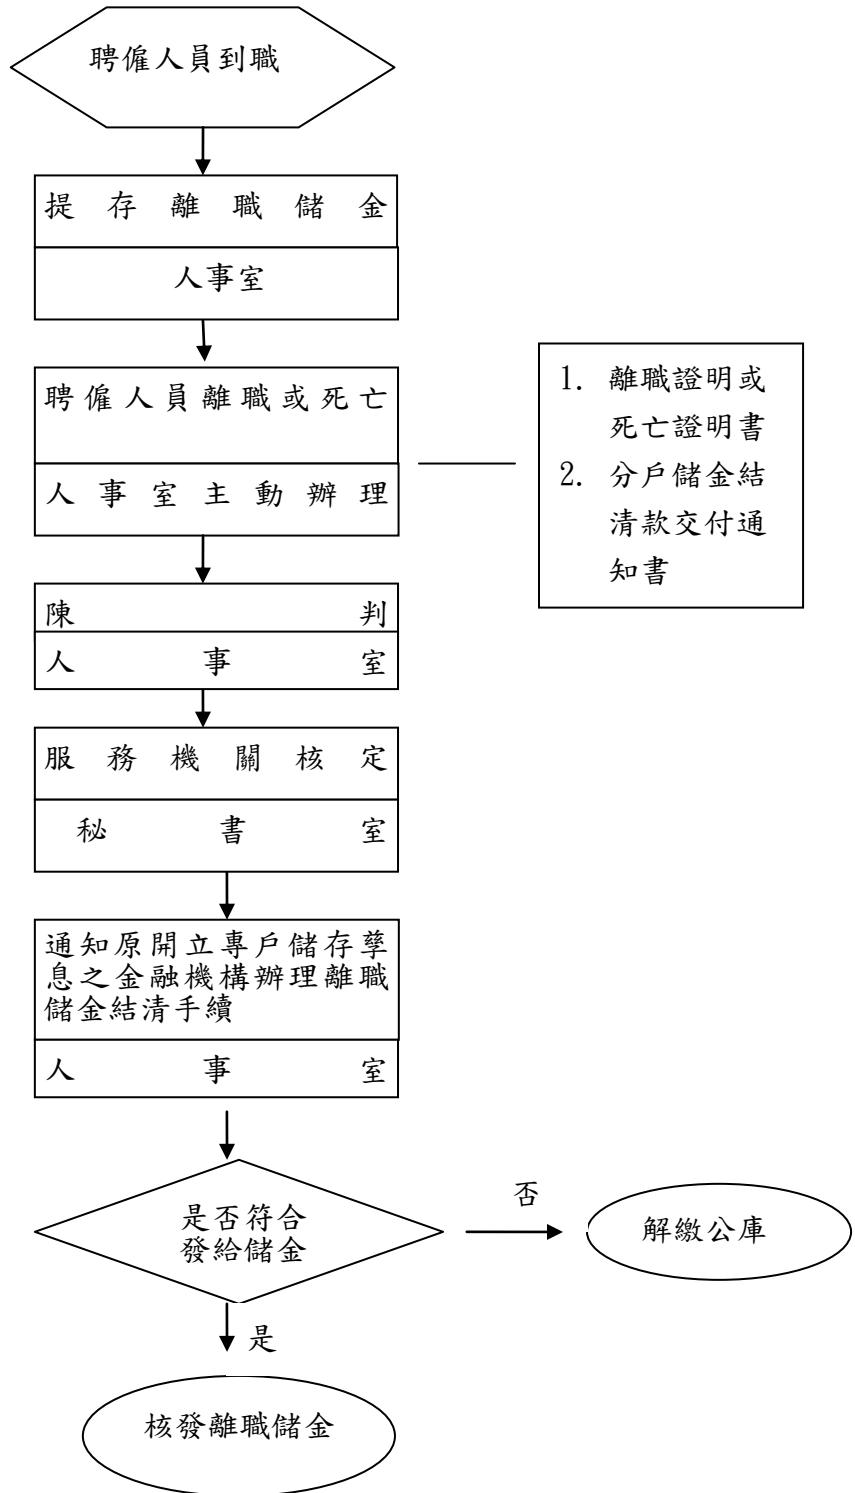 聘僱人員到職
提存離職儲金
人事室
聘僱人員離職或死亡
人事室主動辦理
1. 離職證明或
死亡證明書
2. 分戶儲金結
清款交付通
知書
陳判
人事室
服務機關核定
秘書室
通知原開立專戶儲存孳
息之金融機構辦理離職
儲金結清手續
人事室
是否符合
發給儲金
否
解繳公庫
是
核發離職儲金